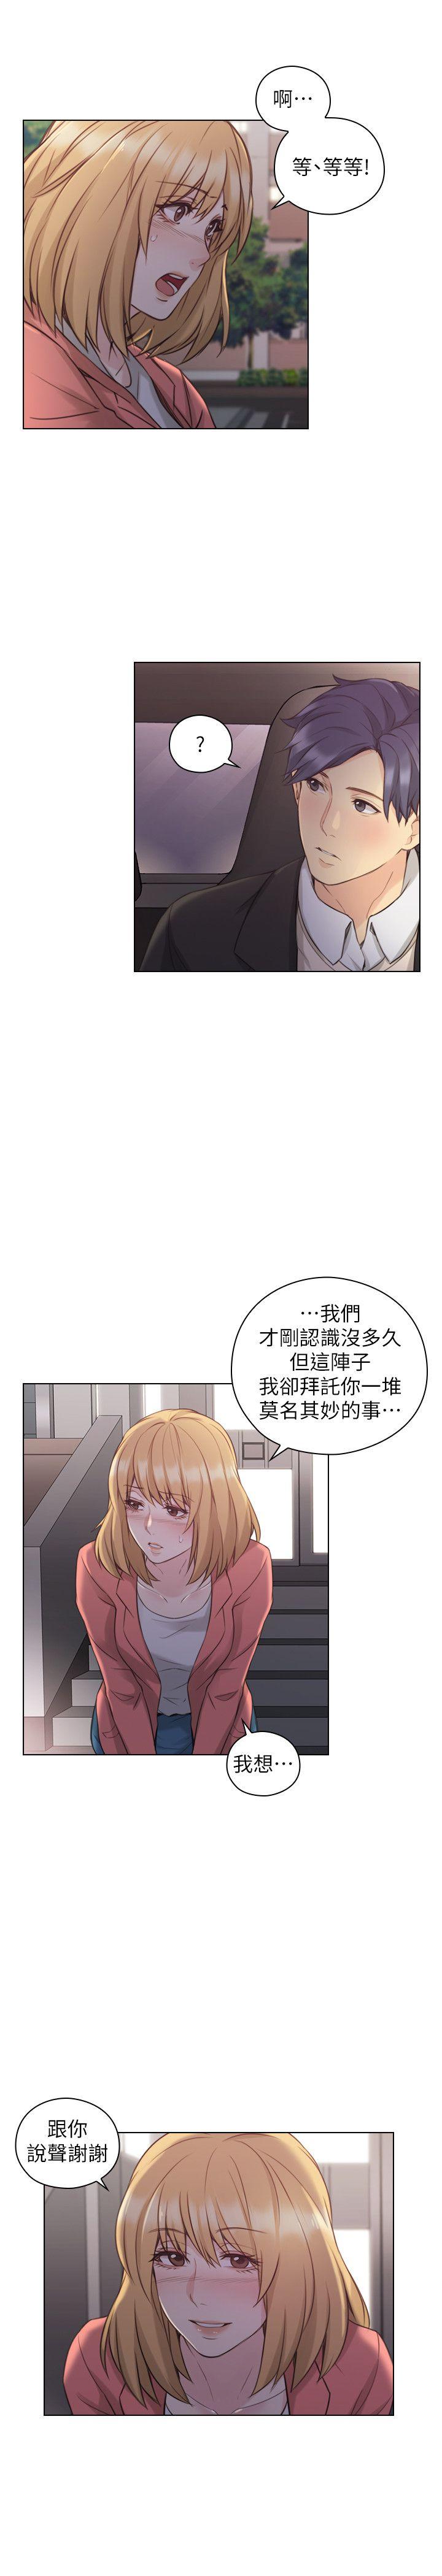 啊⋯
等、等等!
?
⋯我們
才剛認識沒多久
但這陣子
我卻拜託你一堆
莫名其妙的事⋯
我想⋯
跟你
說聲謝謝